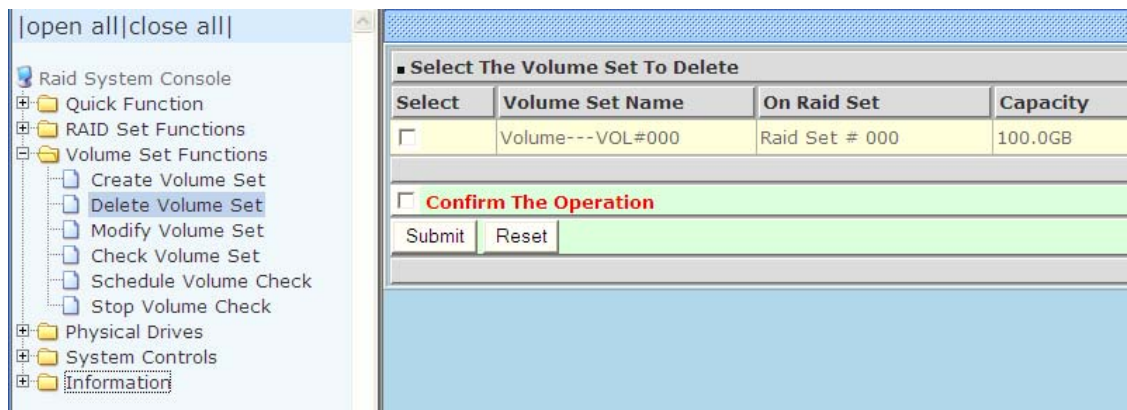 |open all|close all|
Raid System Console
Quick Function
RAID Set Functions
Volume Set Functions
Create Volume Set
Delete Volume Set
Modify Volume Set
Check Volume Set
Schedule Volume Check
Stop Volume Check
Physical Drives
System Controls
Information
Select The Volume Set To Delete
Select Volume Set Name On Raid Set Capacity
Volume---VOL#000 Raid Set # 000 100.0GB
Confirm The Operation
Submit Reset